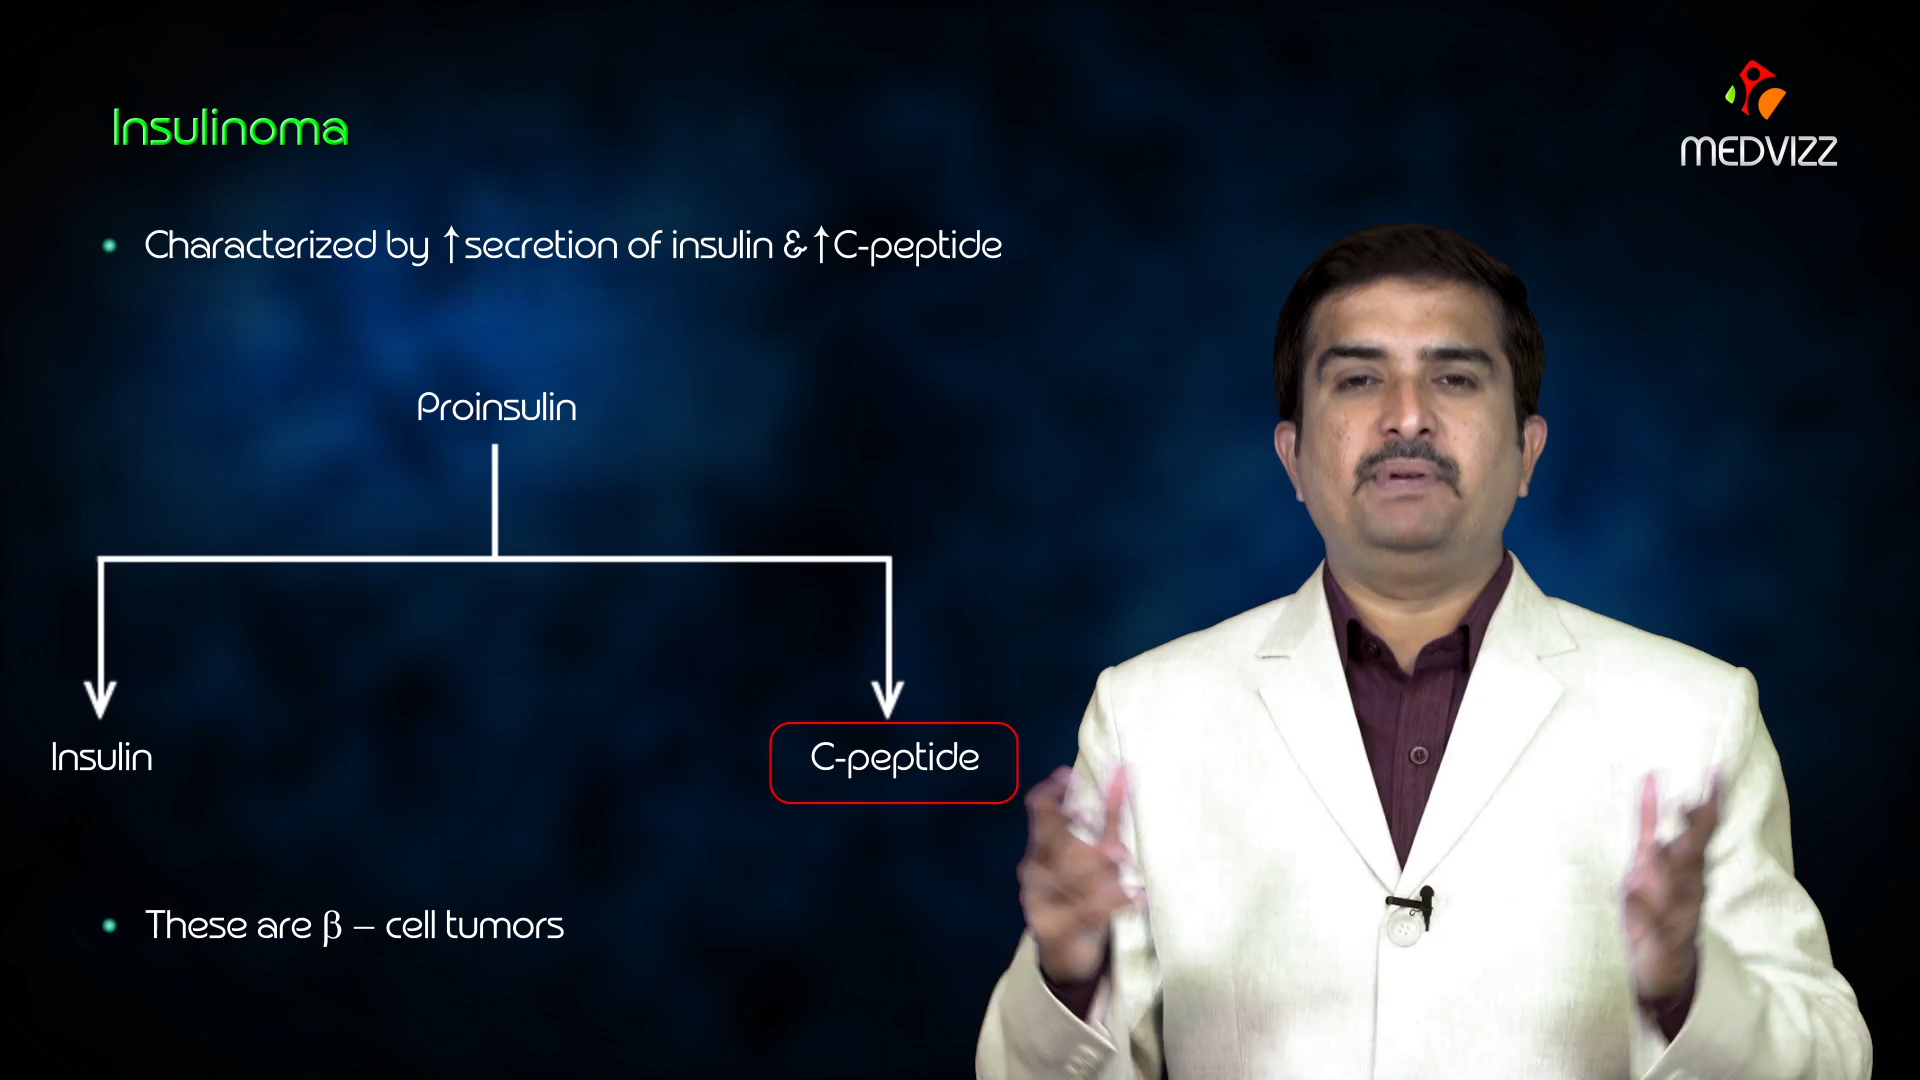 Insulinoma
MEDVIZZ
Characterized by ↑ secretion of insulin & ↑ C-peptide
Proinsulin
Insulin
C-peptide
These are β – cell tumors